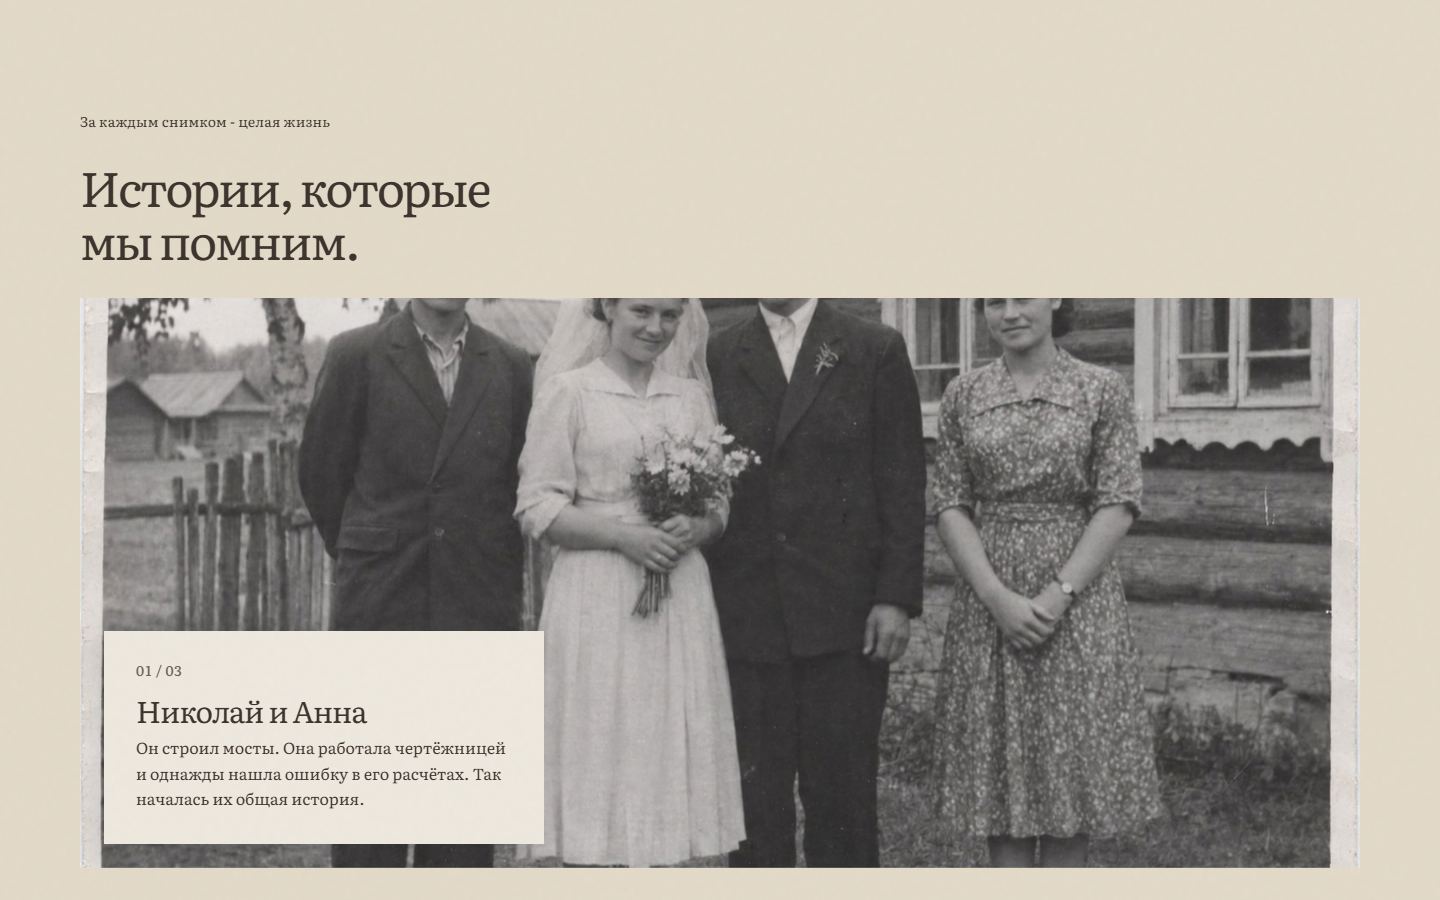 За каждым снимком - целая жизнь
Истории, которые
мы помним.
01 / 03
Николай и Анна
Он строил мосты. Она работала чертёжницей
и однажды нашла ошибку в его расчётах. Так
началась их общая история.